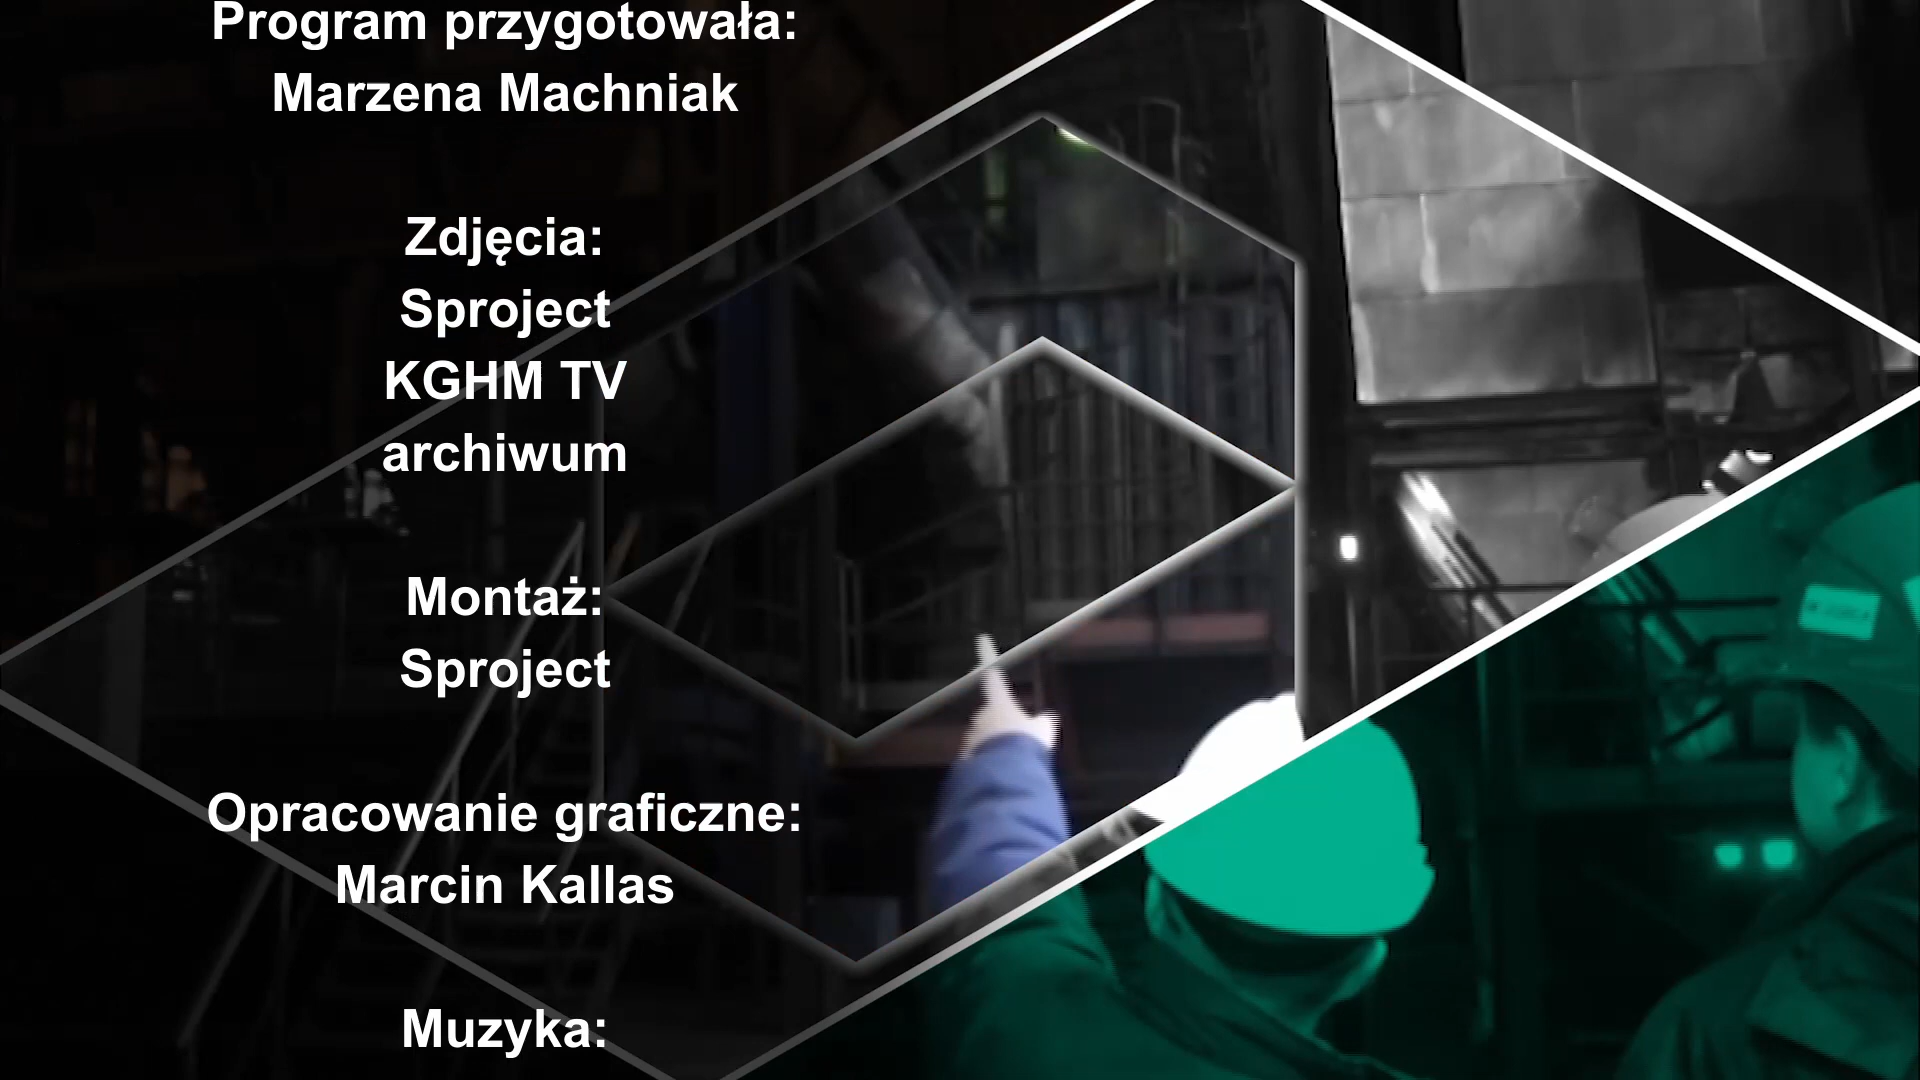 Program przygotowała:
Marzena Machniak
Zdjęcia:
Sproject
KGHM TV
archiwum
Montaż:
Sproject
Opracowanie graficzne:
Marcin Kallas
Muzyka: